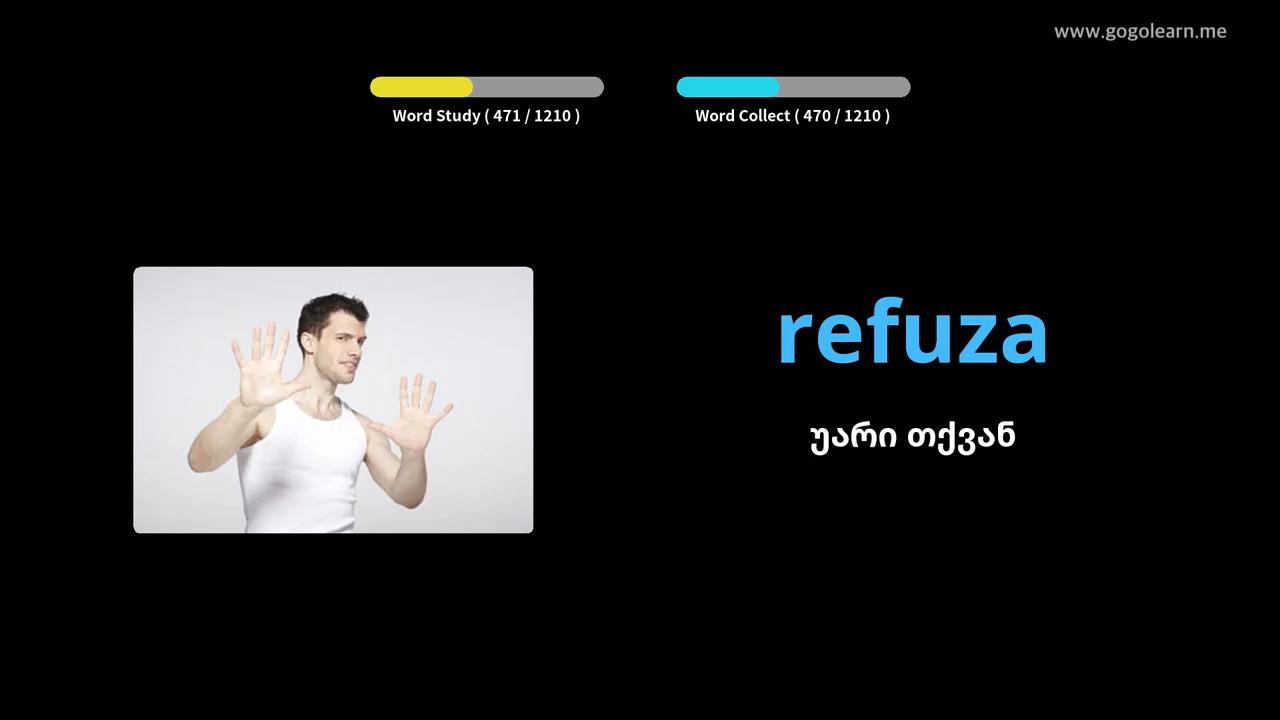 www.gogolearn.me
Word Study ( 471 / 1210 )
Word Collect ( 470 / 1210 )
refuza
უარი თქვან